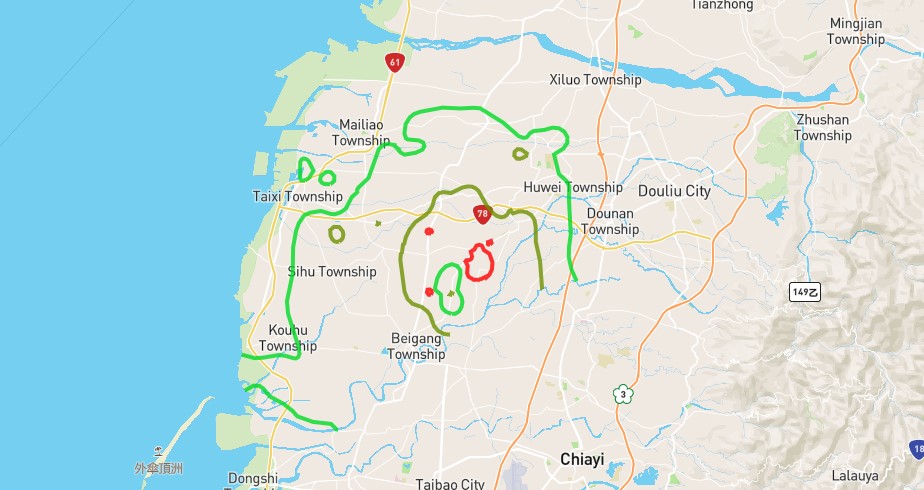 Tianzhong
Mingjian
Township
61
Xiluo Township
Mailiao
Township
Zhushan
Township
Taixi Township
Huwei Township
Douliu City
78
Dounan
Township
Sihu Township
149乙
Kouhu
Township
Beigang
Township
3
外傘頂洲
Chiayi
18
Dongshi
Taibao City
Lalauya